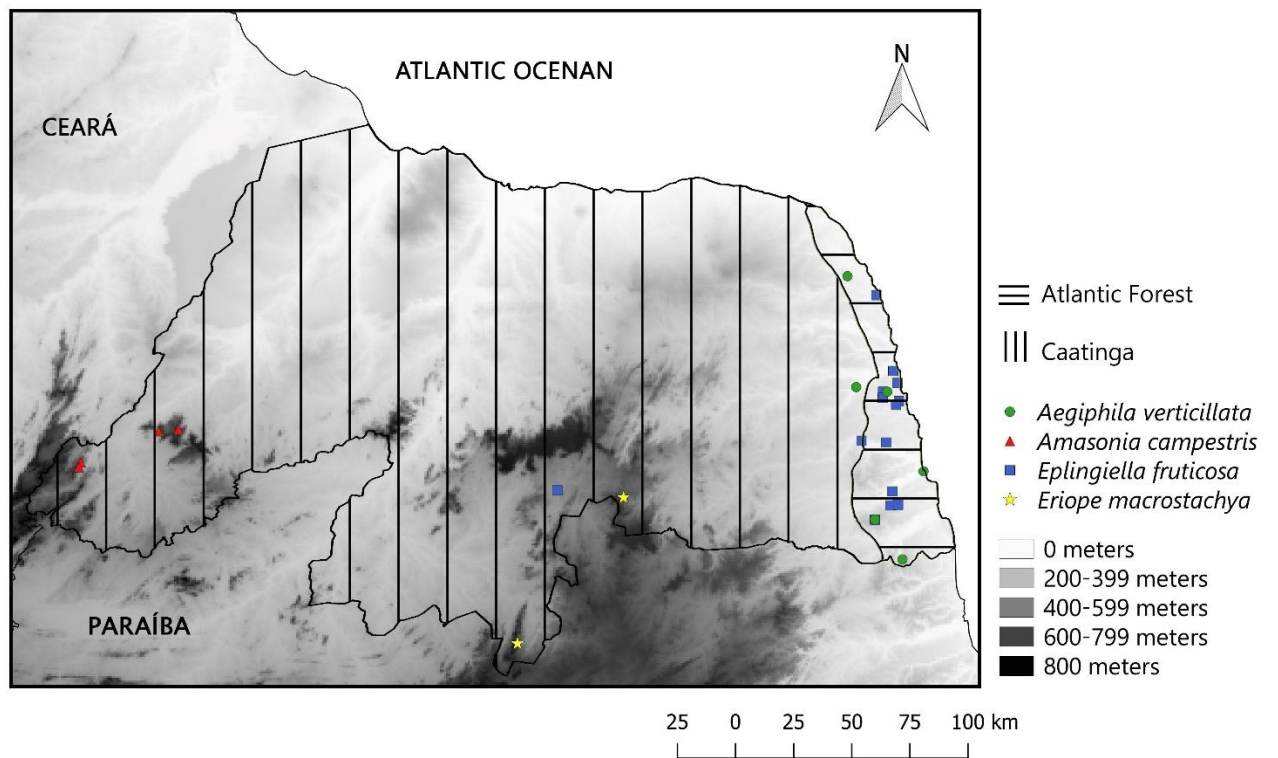 ATLANTIC OCENAN
N
CEARÁ
PARAÍBA
Atlantic Forest
Caatinga
Aegiphila verticillata
Amasonia campestris
Eplingiella fruticosa
Eriope macrostachya
0 meters
200-399 meters
400-599 meters
600-799 meters
800 meters
25 0 25 50 75 100 km